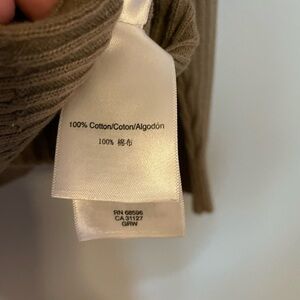 100% Cotton/Coton/Algodón
100% 棉布
RN 68596
CA 31127
GRW